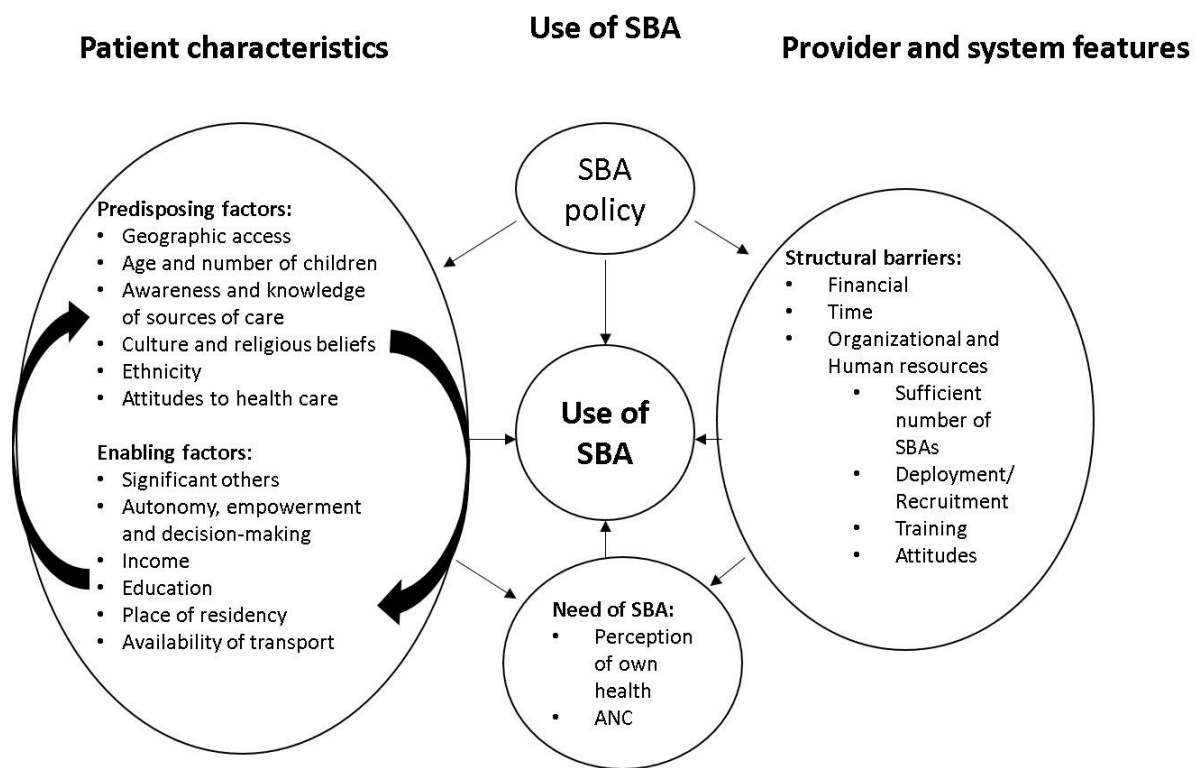 Use of SBA
Patient characteristics
Provider and system features
SBA
policy
Predisposing factors:
• Geographic access
• Age and number of children
• Awareness and knowledge
of sources of care
• Culture and religious beliefs
• Ethnicity
• Attitudes to health care
Enabling factors:
• Significant others
• Autonomy, empowerment
and decision-making
• Income
• Education
• Place of residency
• Availability of transport
Use of
SBA
Structural barriers:
• Financial
• Time
• Organizational and
Human resources
• Sufficient
number of
SBAs
• Deployment/
Recruitment
• Training
• Attitudes
Need of SBA:
• Perception
of own
health
• ANC